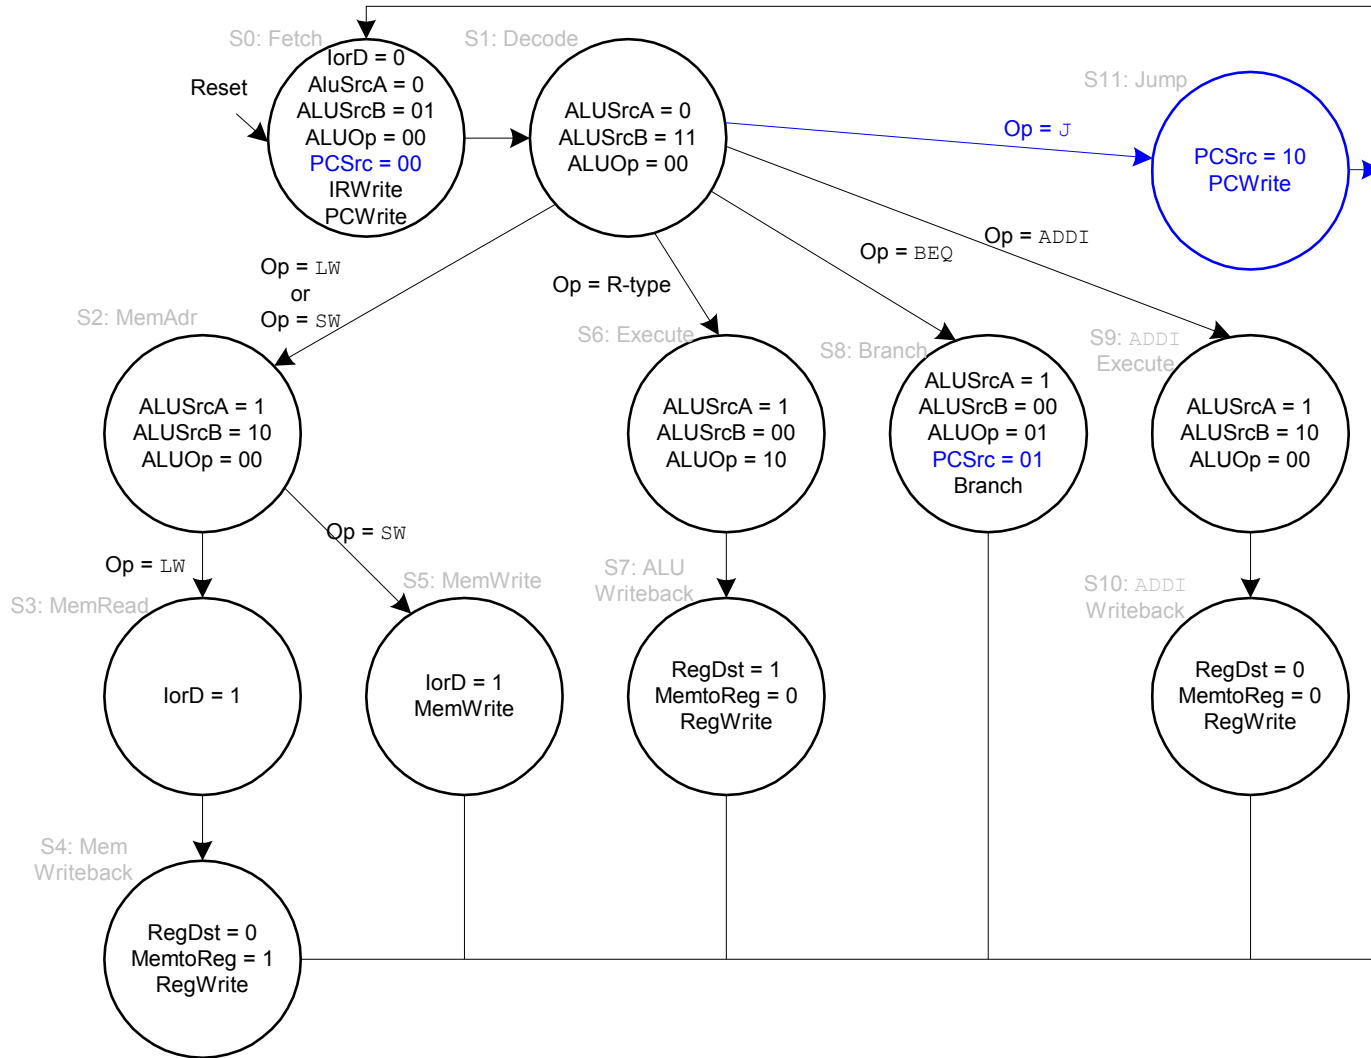 S0: Fetch
IorD = 0
AluSrcA = 0
ALUSrcB = 01
ALUOp = 00
PCSrc = 00
IRWrite
PCWrite
Reset
S1: Decode
ALUSrcA = 0
ALUSrcB = 11
ALUOp = 00
S11: Jump
Op = J
PCSrc = 10
PCWrite
Op = LW
or
Op = SW
Op = R-type
Op = BEQ
Op = ADDI
S2: MemAdr
ALUSrcA = 1
ALUSrcB = 10
ALUOp = 00
S6: Execute
ALUSrcA = 1
ALUSrcB = 00
ALUOp = 10
S8: Branch
ALUSrcA = 1
ALUSrcB = 00
ALUOp = 01
PCSrc = 01
Branch
S9: ADDI
Execute
ALUSrcA = 1
ALUSrcB = 10
ALUOp = 00
Op = LW
Op = SW
S3: MemRead
IorD = 1
S5: MemWrite
IorD = 1
MemWrite
S7: ALU
Writeback
RegDst = 1
MemtoReg = 0
RegWrite
S10: ADDI
Writeback
RegDst = 0
MemtoReg = 0
RegWrite
S4: Mem
Writeback
RegDst = 0
MemtoReg = 1
RegWrite